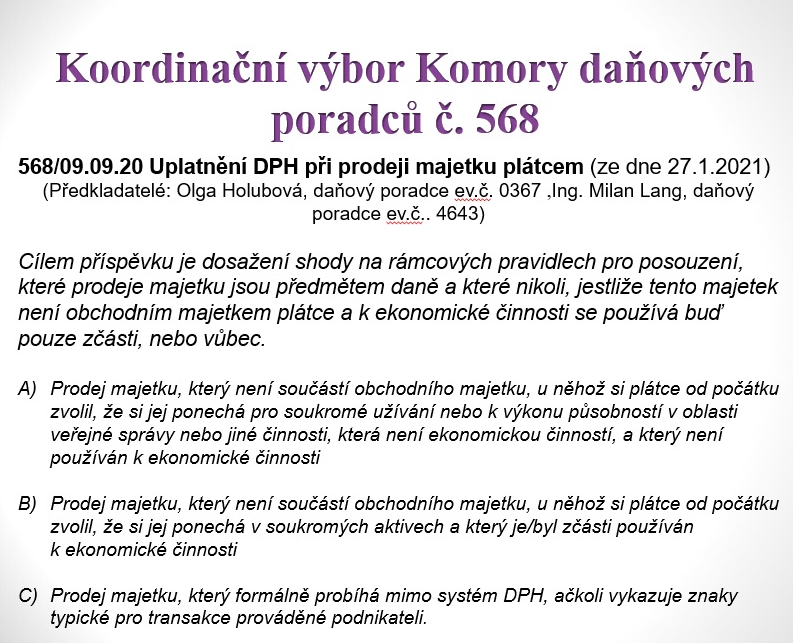 Koordinační výbor Komory daňových
poradců č. 568
568/09.09.20 Uplatnění DPH při prodeji majetku plátcem (ze dne 27.1.2021)
(Předkladatelé: Olga Holubová, daňový poradce ev.č. 0367 ,Ing. Milan Lang, daňový
poradce ev.č.. 4643)
Cílem příspěvku je dosažení shody na rámcových pravidlech pro posouzení,
které prodeje majetku jsou předmětem daně a které nikoli, jestliže tento majetek
není obchodním majetkem plátce a k ekonomické činnosti se používá buď
pouze zčásti, nebo vůbec.
A) Prodej majetku, který není součástí obchodního majetku, u něhož si plátce od počátku
zvolil, že si jej ponechá pro soukromé užívání nebo k výkonu působností v oblasti
veřejné správy nebo jiné činnosti, která není ekonomickou činností, a který není
používán k ekonomické činnosti
B) Prodej majetku, který není součástí obchodního majetku, u něhož si plátce od počátku
zvolil, že si jej ponechá v soukromých aktivech a který je/byl zčásti používán
k ekonomické činnosti
C) Prodej majetku, který formálně probíhá mimo systém DPH, ačkoli vykazuje znaky
typické pro transakce prováděné podnikateli.